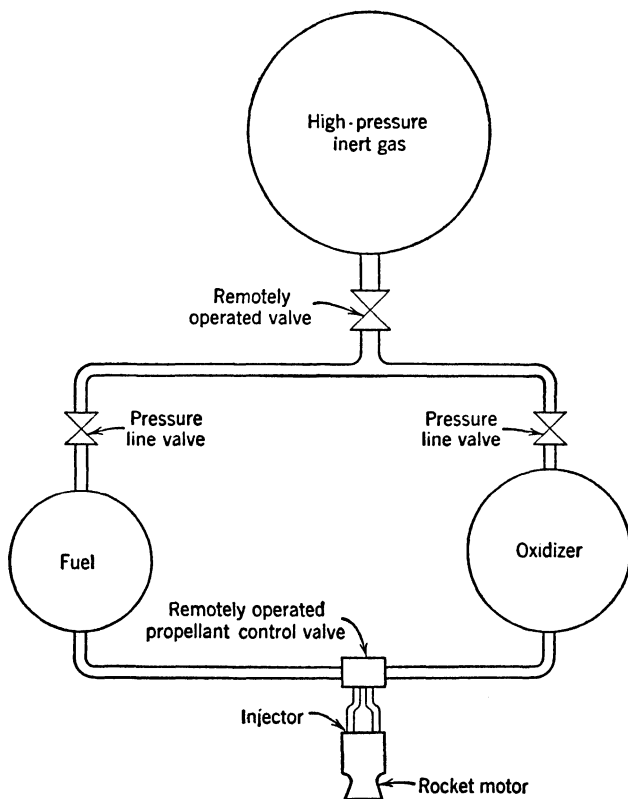 High-pressure
inert gas
Remotely
operated valve
Pressure
line valve
Pressure
line valve
Fuel
Oxidizer
Remotely operated
propellant control valve
Injector
Rocket motor